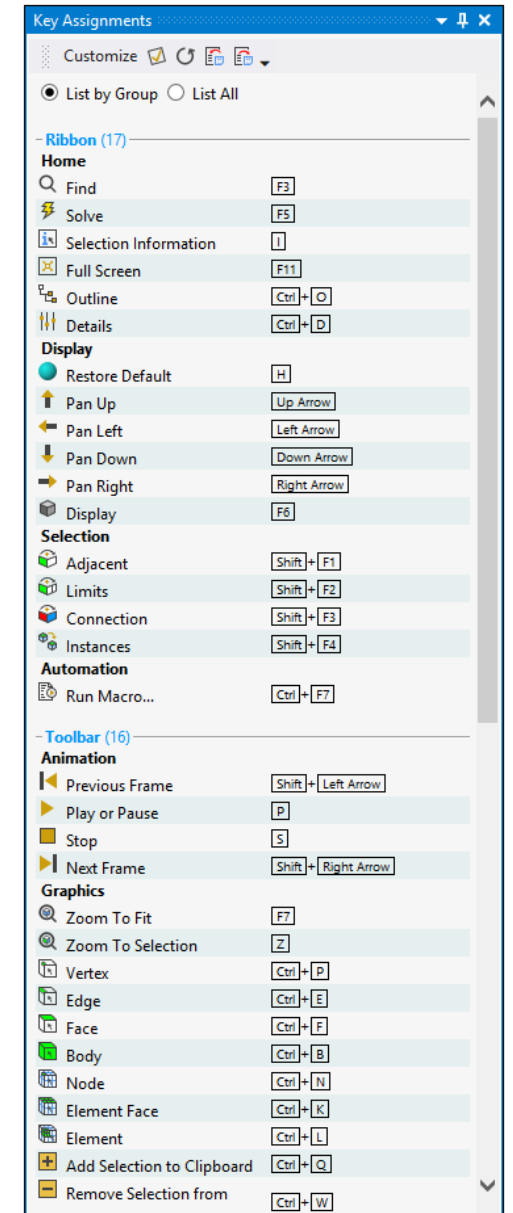 Key Assignments
Customize
List by Group List All
Ribbon (17)
Home
Find F3
Solve F5
Selection Information I
Full Screen F11
Outline Ctrl + O
Details Ctrl + D
Display
Restore Default H
Pan Up Up Arrow
Pan Left Left Arrow
Pan Down Down Arrow
Pan Right Right Arrow
Display F6
Selection
Adjacent Shift + F1
Limits Shift + F2
Connection Shift + F3
Instances Shift + F4
Automation
Run Macro... Ctrl + F7
Toolbar (16)
Animation
Previous Frame Shift + Left Arrow
Play or Pause P
Stop S
Next Frame Shift + Right Arrow
Graphics
Zoom To Fit F7
Zoom To Selection Z
Vertex Ctrl + P
Edge Ctrl + E
Face Ctrl + F
Body Ctrl + B
Node Ctrl + N
Element Face Ctrl + K
Element Ctrl + L
Add Selection to Clipboard Ctrl + Q
Remove Selection from Ctrl + W